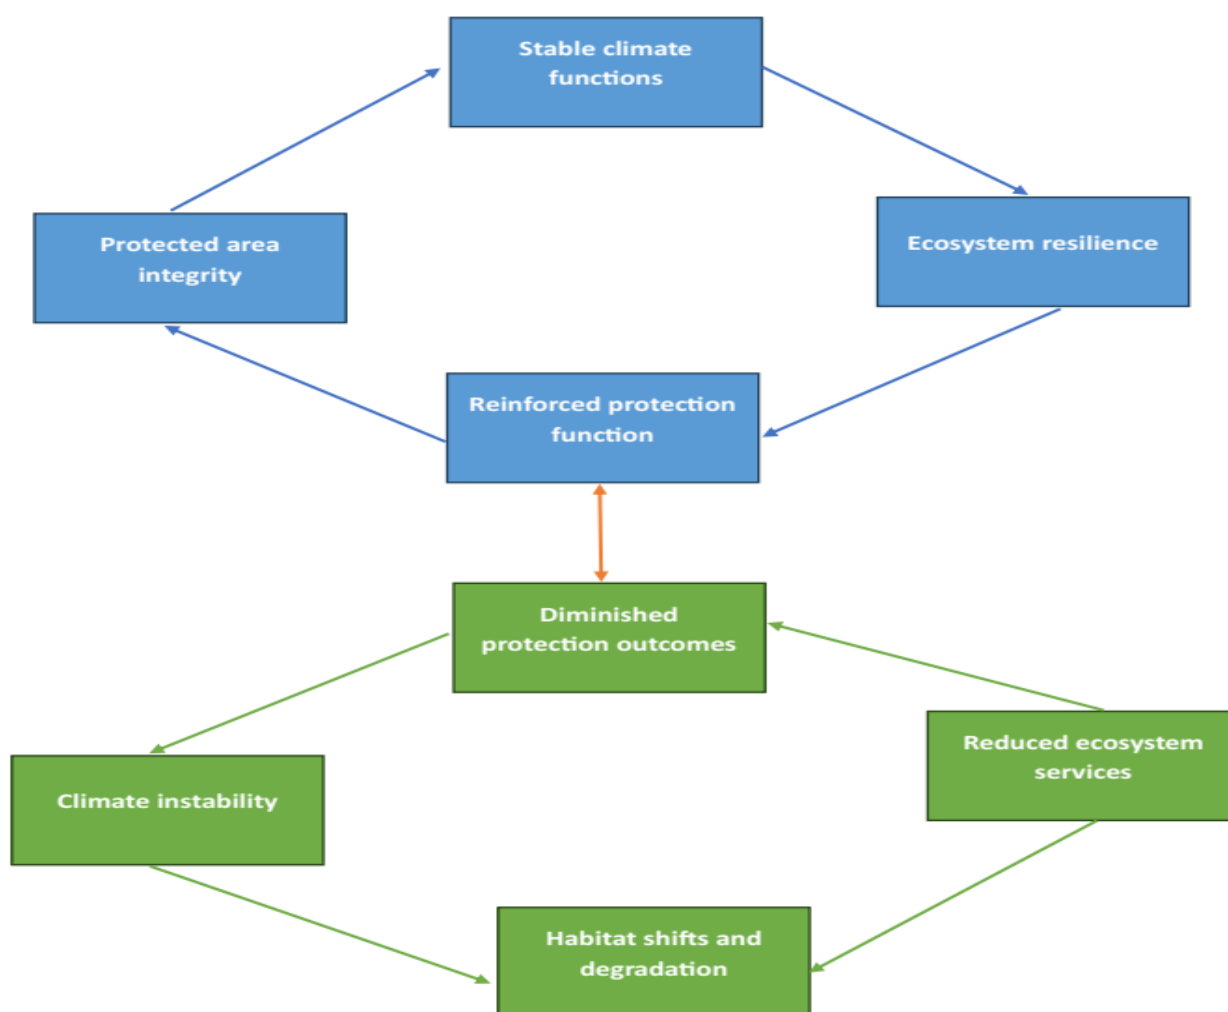 Stable climate
functions
Protected area
integrity
Ecosystem resilience
Reinforced protection
function
Diminished
protection outcomes
Reduced ecosystem
services
Climate instability
Habitat shifts and
degradation